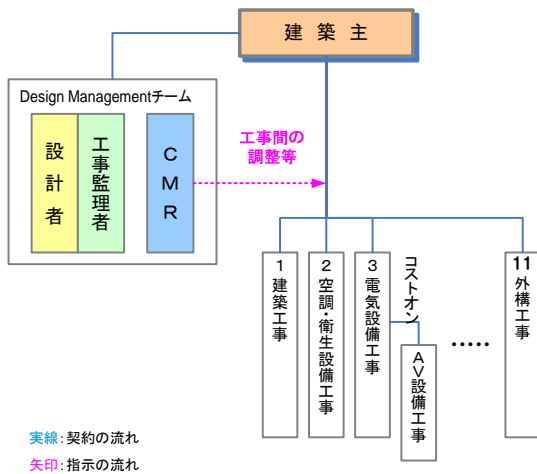 建築主
Design Managementチーム
設計者
工事監理者
CMR
工事間の
調整等
1建築工事
2空調・衛生設備工事
3電気設備工事
コストオン
AV設備工事
・・・・・
11外構工事
実線:契約の流れ
矢印:指示の流れ